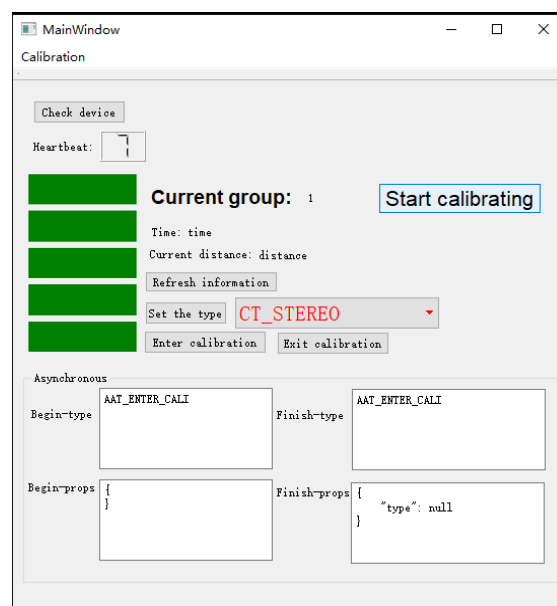 MainWindow
Calibration
Check device
Heartbeat: 7
Current group: 1
Start calibrating
Time: time
Current distance: distance
Refresh information
Set the type CT_STEREO
Enter calibration Exit calibration
Asynchronous
Begin-type AAT_ENTER_CALI
Finish-type AAT_ENTER_CALI
Begin-props {
}
Finish-props {
"type": null
}